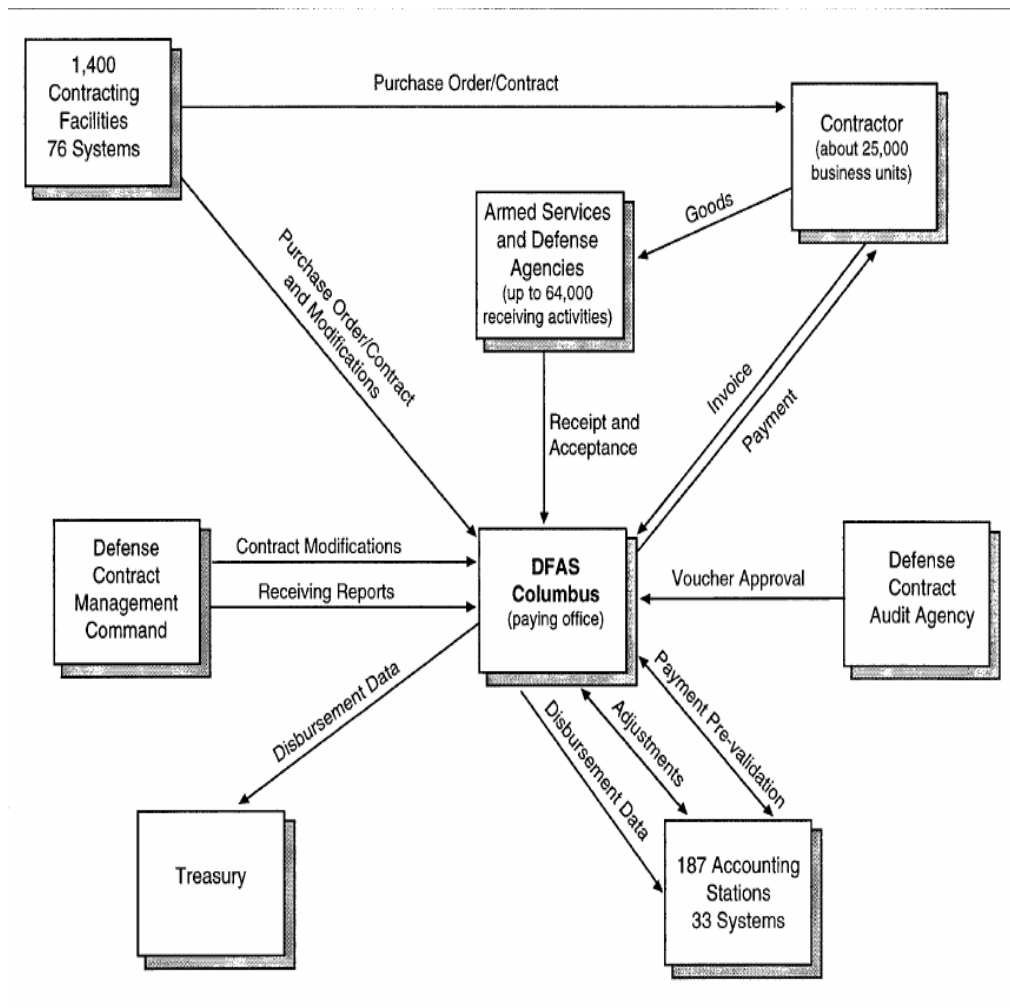 1,400
Contracting
Facilities
76 Systems
Purchase Order/Contract
Contractor
(about 25,000
business units)
Goods
Armed Services
and Defense
Agencies
(up to 64,000
receiving activities)
Purchase Order/Contract
and Modifications
Receipt and
Acceptance
Invoice
Payment
Defense
Contract
Management
Command
Contract Modifications
Receiving Reports
DFAS
Columbus
(paying office)
Voucher Approval
Defense
Contract
Audit Agency
Disbursement Data
Disbursement Data
Adjustments
Payment Pre-validation
Treasury
187 Accounting
Stations
33 Systems